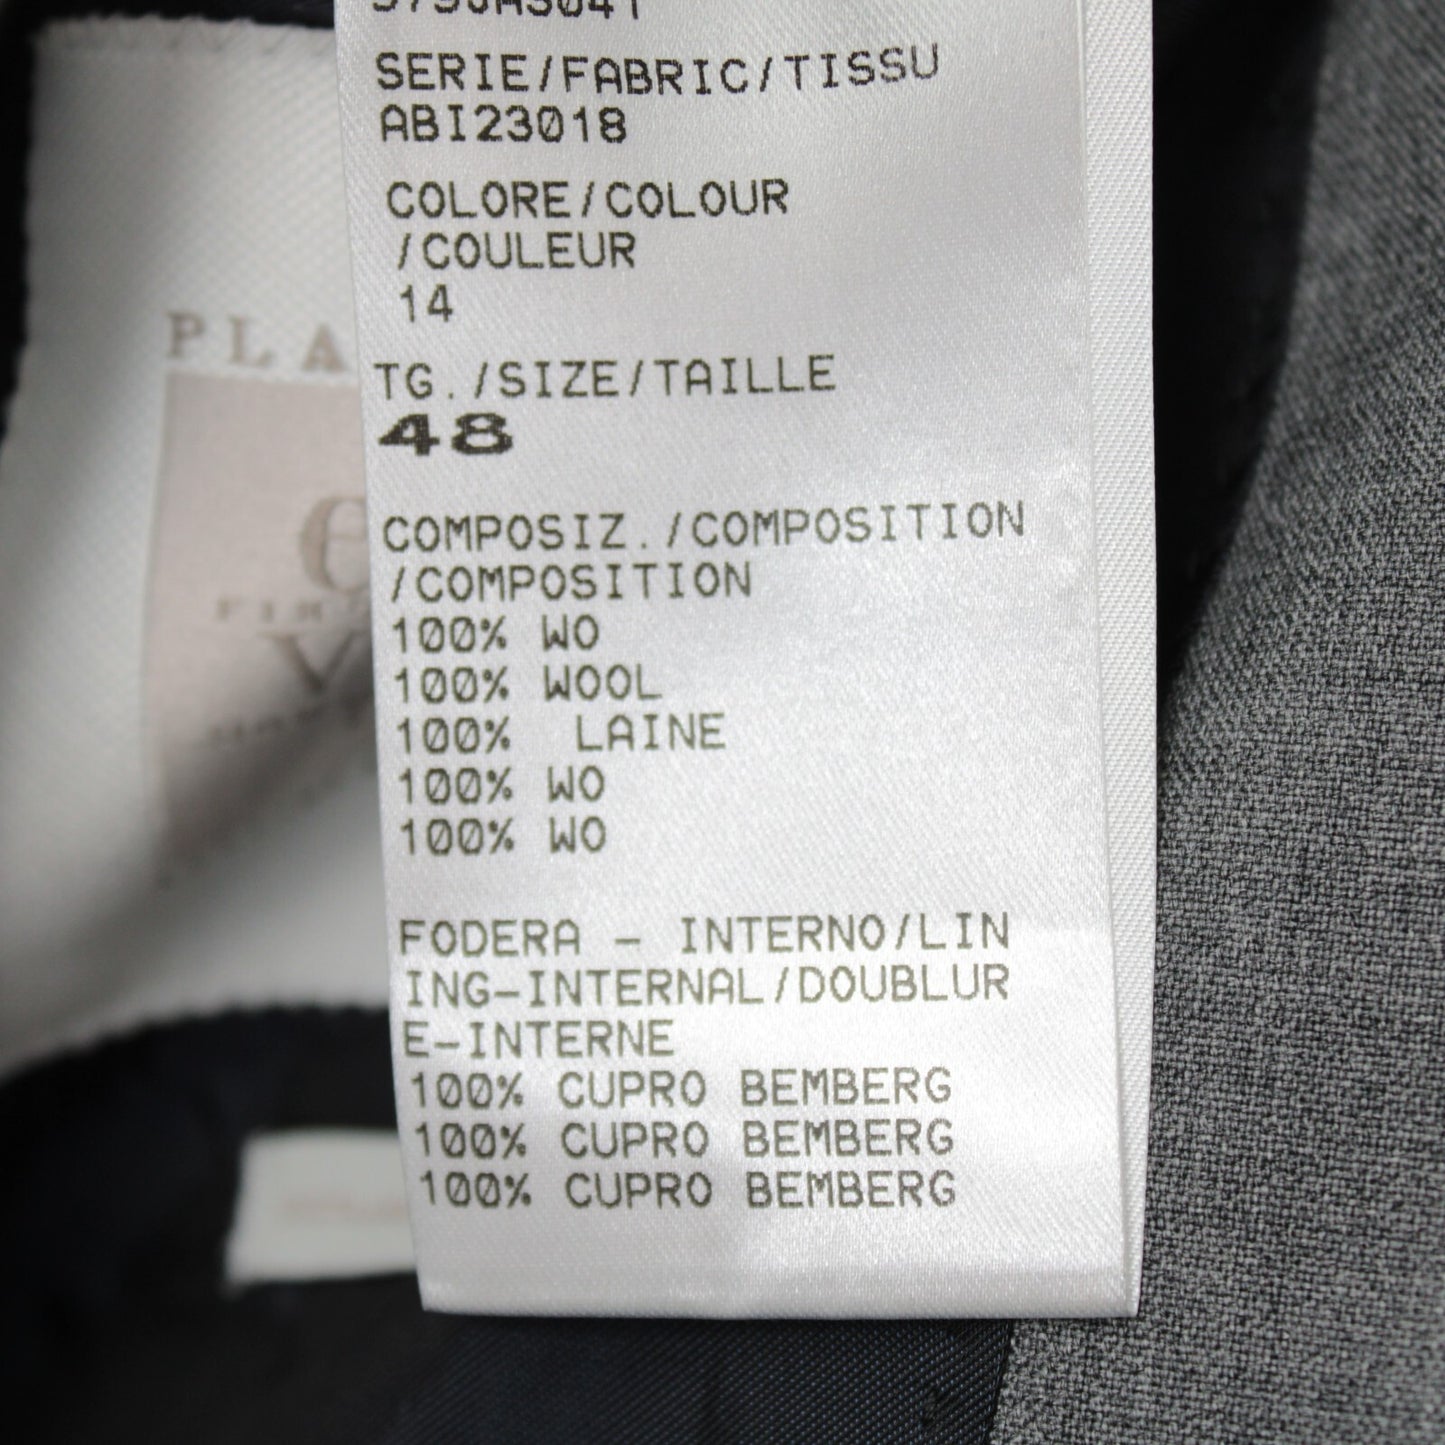 SERIE/FABRIC/TISSU
ABI23018
COLORE/COLOUR
/COULEUR
14
TG./SIZE/TAILLE
48
COMPOSIZ./COMPOSITION
/COMPOSITION
100% WO
100% WOOL
100% LAINE
100% WO
100% WO
FODERA - INTERNO/LIN
ING-INTERNAL/DOUBLUR
E-INTERNE
100% CUPRO BEMBERG
100% CUPRO BEMBERG
100% CUPRO BEMBERG